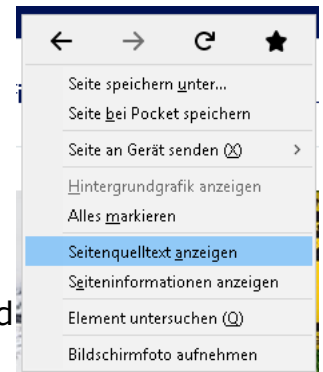 Seite speichern unter...
Seite bei Pocket speichern
Seite an Gerät senden (X)
Hintergrundgrafik anzeigen
Alles markieren
Seitenquelltext anzeigen
Seiteninformationen anzeigen
Element untersuchen (Q)
Bildschirmfoto aufnehmen